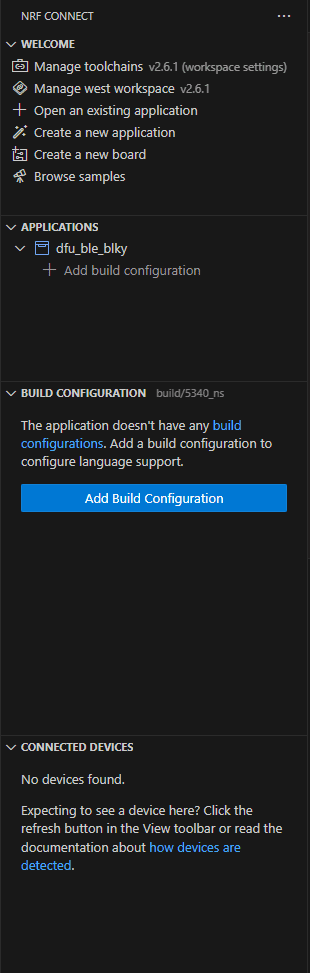 NRF CONNECT
WELCOME
Manage toolchains v2.6.1 (workspace settings)
Manage west workspace v2.6.1
Open an existing application
Create a new application
Create a new board
Browse samples
APPLICATIONS
dfu_ble_blky
Add build configuration
BUILD CONFIGURATION build/5340_ns
The application doesn't have any build
configurations. Add a build configuration to
configure language support.
Add Build Configuration
CONNECTED DEVICES
No devices found.
Expecting to see a device here? Click the
refresh button in the View toolbar or read the
documentation about how devices are
detected.